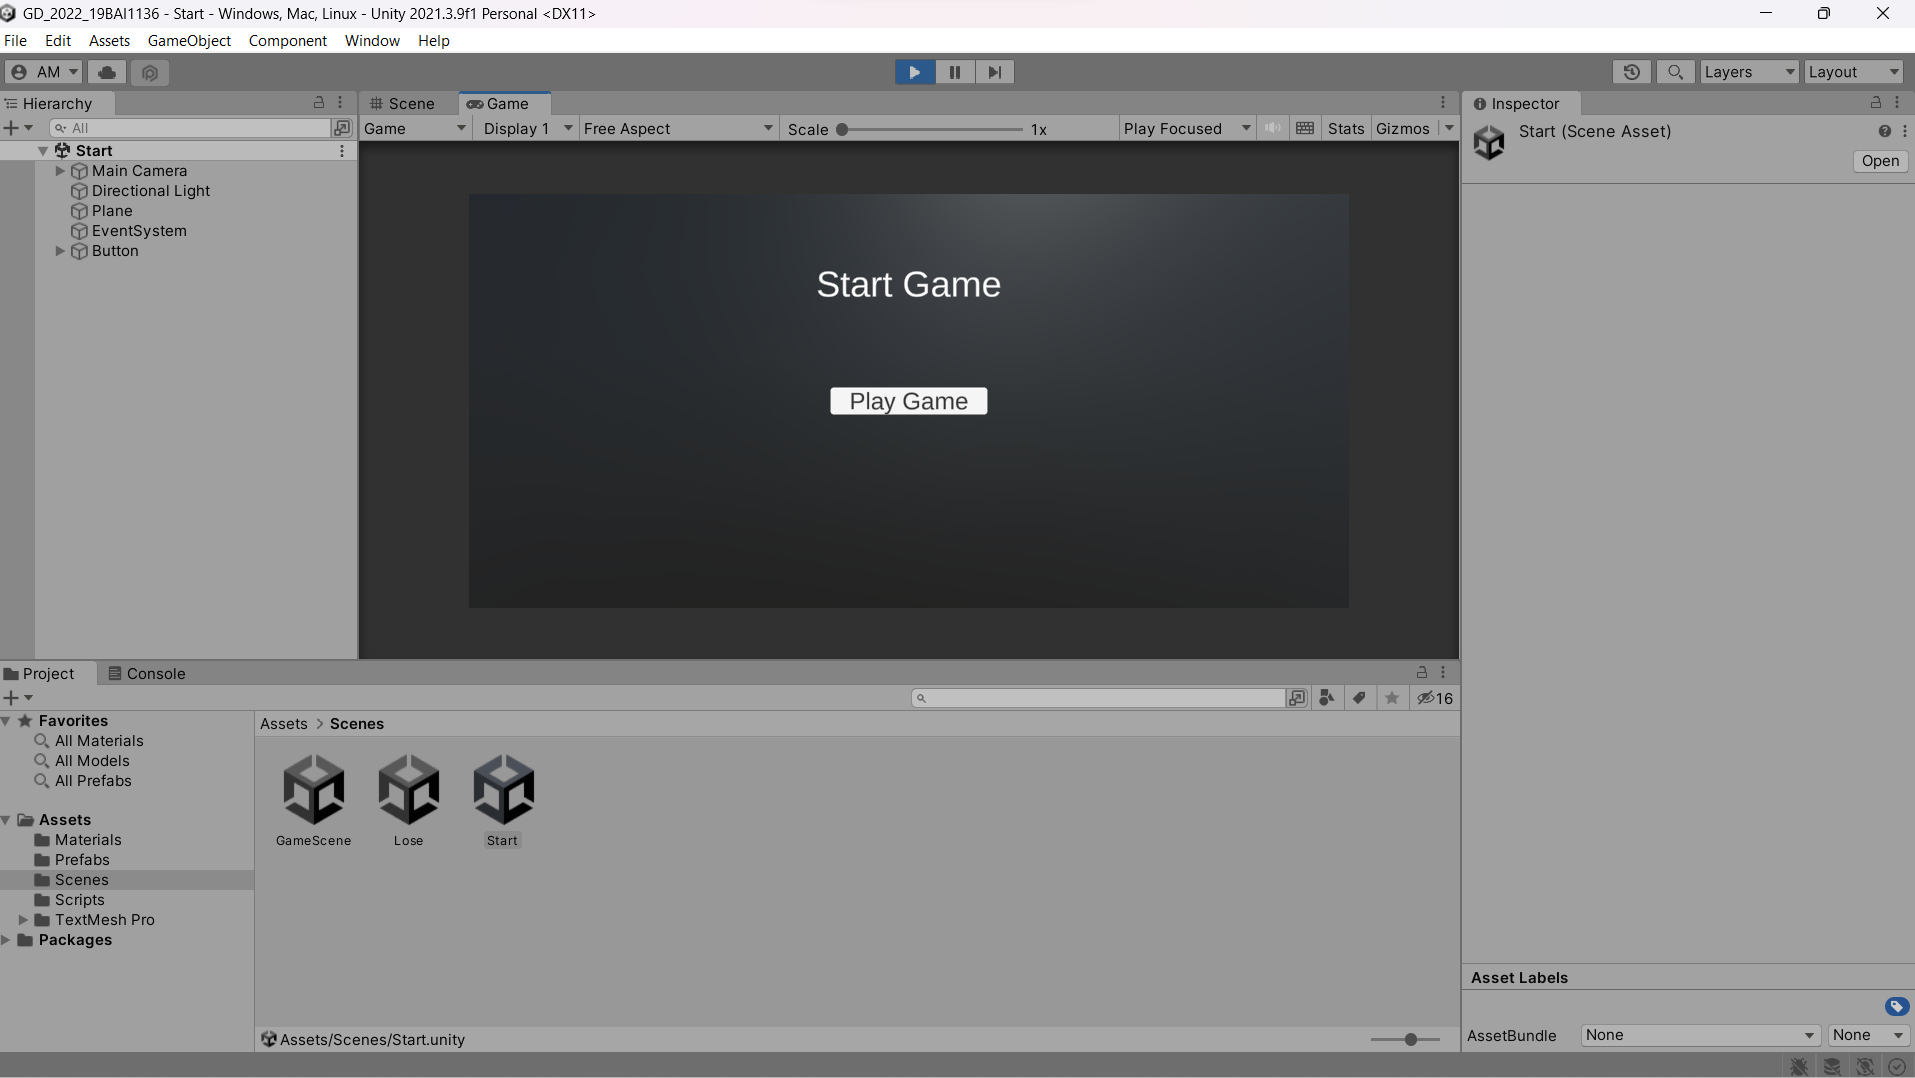 GD_2022_19BAI1136 - Start - Windows, Mac, Linux - Unity 2021.3.9f1 Personal <DX11>
File Edit Assets GameObject Component Window Help
AM Layers Layout
Hierarchy Scene Game Inspector
All Game Display 1 Free Aspect Scale 1x Play Focused Stats Gizmos Start (Scene Asset)
Start
Open
Main Camera
Directional Light
Plane
EventSystem
Button
Start Game
Play Game
Project Console
16
Favorites
Assets > Scenes
All Materials
All Models
All Prefabs
Assets
Materials
GameScene Lose Start
Prefabs
Scenes
Scripts
TextMesh Pro
Packages
Asset Labels
Assets/Scenes/Start.unity
AssetBundle None None